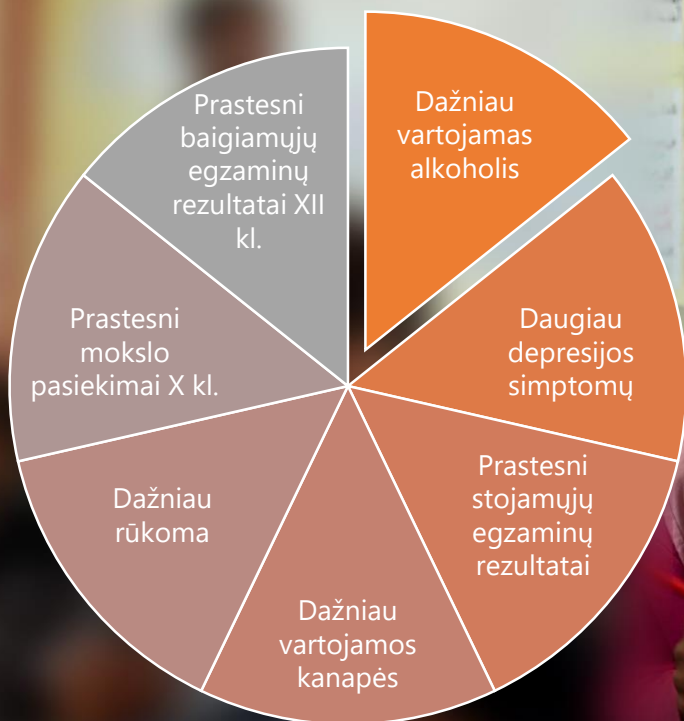 Dažniau
vartojamas
alkoholis
Daugiau
depresijos
simptomų
Prastesni
stojamųjų
egzaminų
rezultatai
Dažniau
vartojamos
kanapės
Dažniau
rūkoma
Prastesni
mokslo
pasiekimai X kl.
Prastesni
baigiamųjų
egzaminų
rezultatai XII
kl.